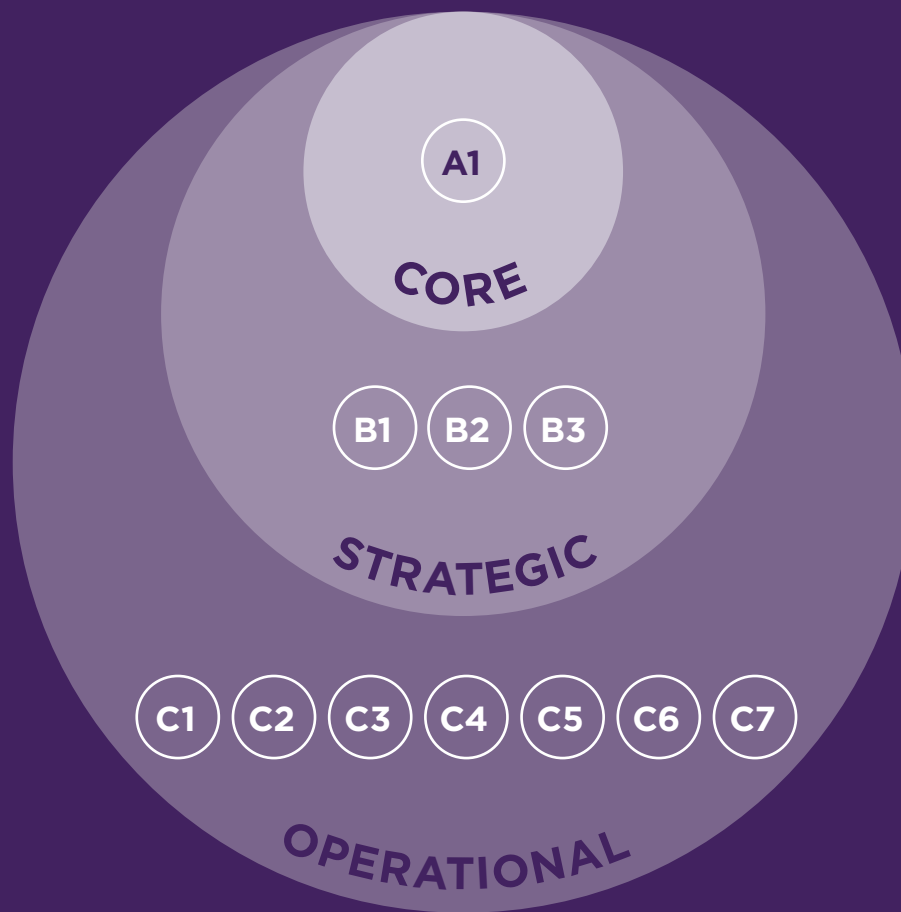 A1
CORE
B1 B2 B3
STRATEGIC
C1 C2 C3 C4 C5 C6 C7
OPERATIONAL